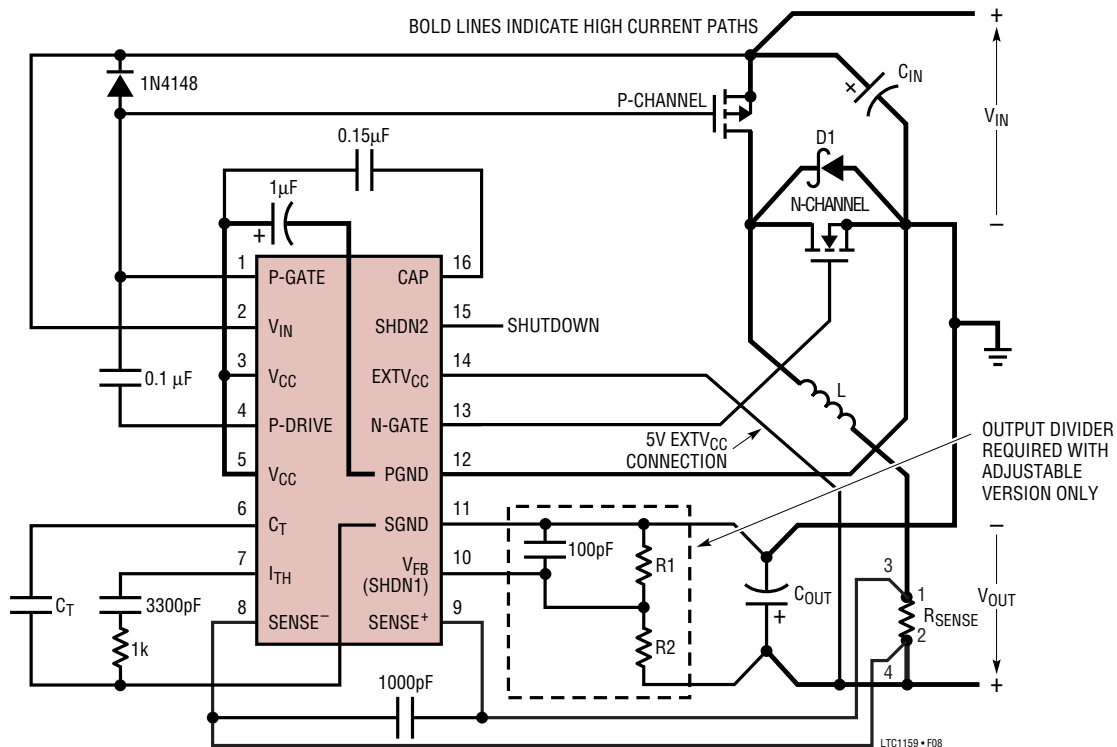 BOLD LINES INDICATE HIGH CURRENT PATHS
+
1N4148
P-CHANNEL
+
CIN
VIN
0.15µF
D1
1µF
N-CHANNEL
+
–
1
P-GATE
CAP
16
2
VIN
SHDN2
15
SHUTDOWN
3
VCC
EXTVCC
14
0.1 µF
4
P-DRIVE
N-GATE
13
L
5V EXTVCC
CONNECTION
OUTPUT DIVIDER
REQUIRED WITH
ADJUSTABLE
VERSION ONLY
5
VCC
PGND
12
6
CT
SGND
11
–
7
ITH
VFB
(SHDN1)
10
100pF
R1
3
1
CT
3300pF
8
SENSE–
SENSE+
9
COUT
+
RSENSE
VOUT
1k
R2
2
4
+
1000pF
LTC1159 • F08